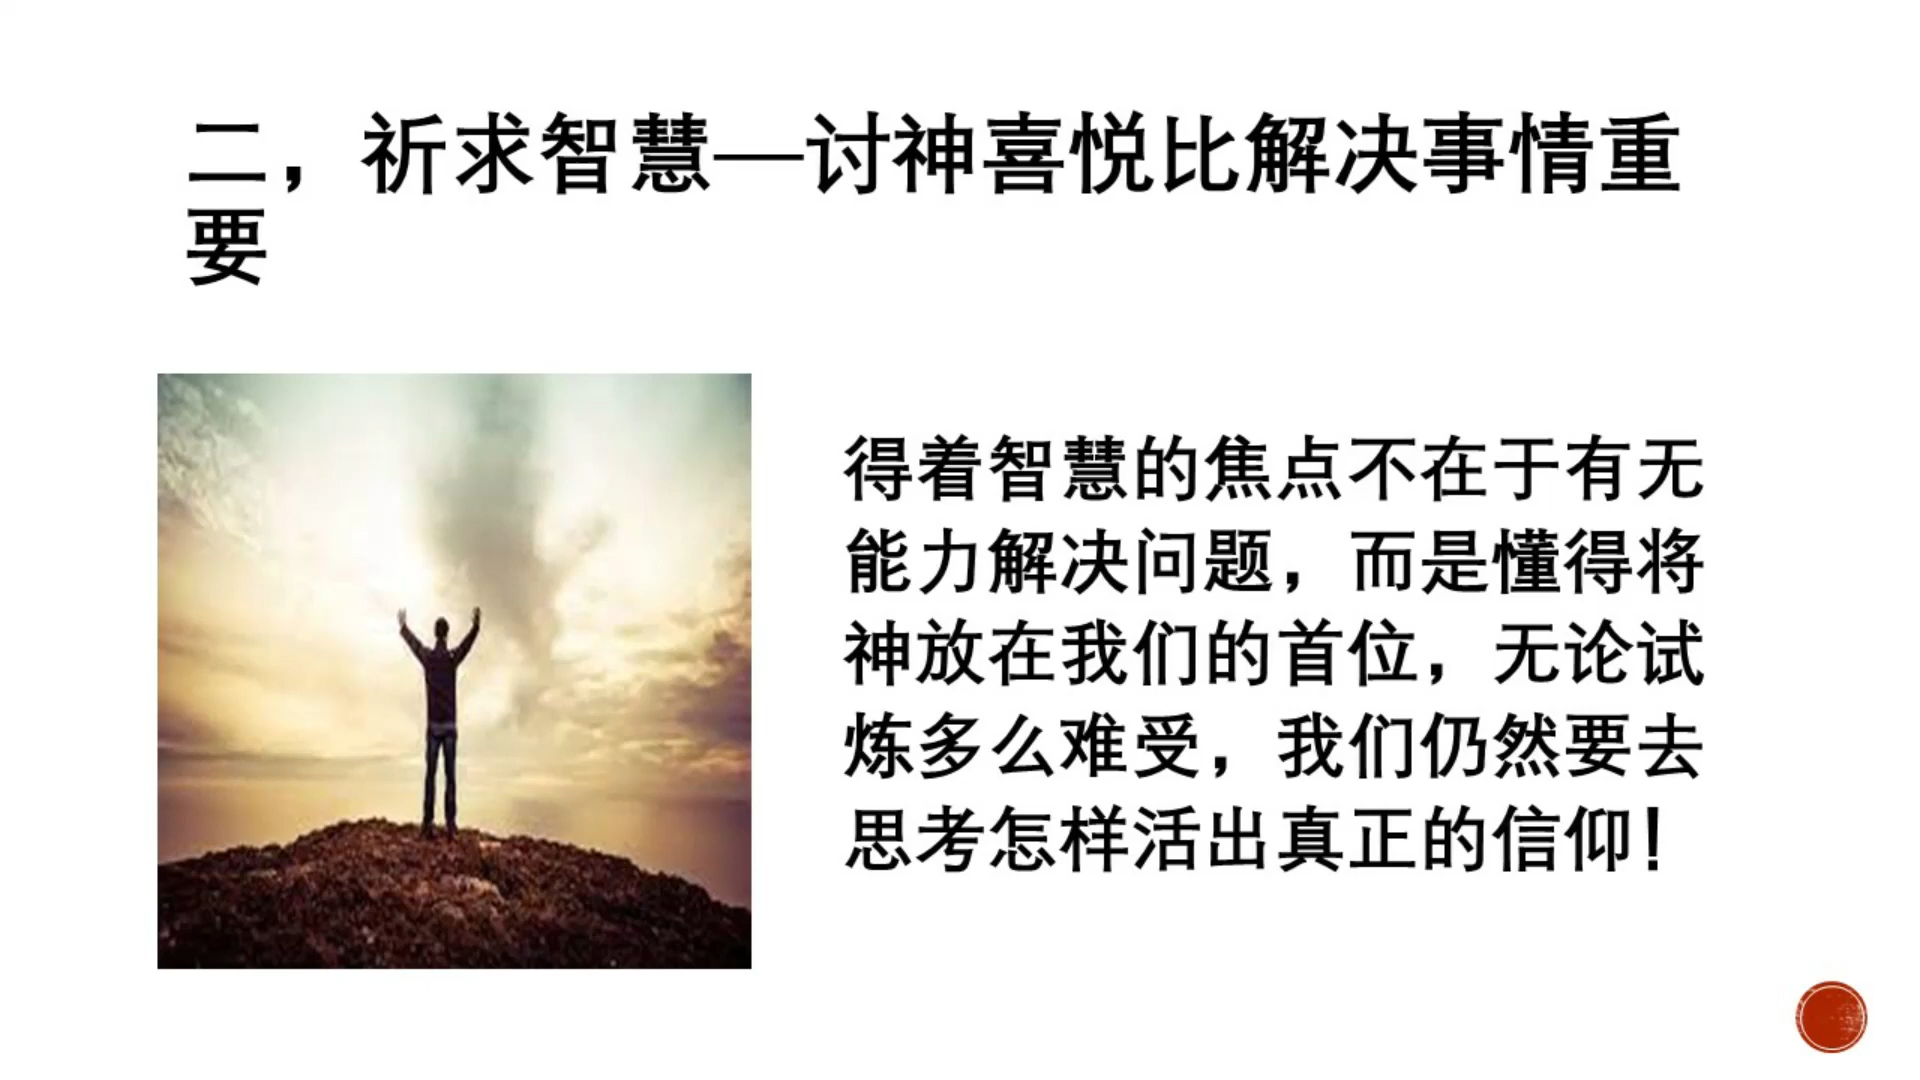 二，祈求智慧—讨神喜悦比解决事情重
要
得着智慧的焦点不在于有无
能力解决问题，而是懂得将
神放在我们的首位，无论试
炼多么难受，我们仍然要去
思考怎样活出真正的信仰！